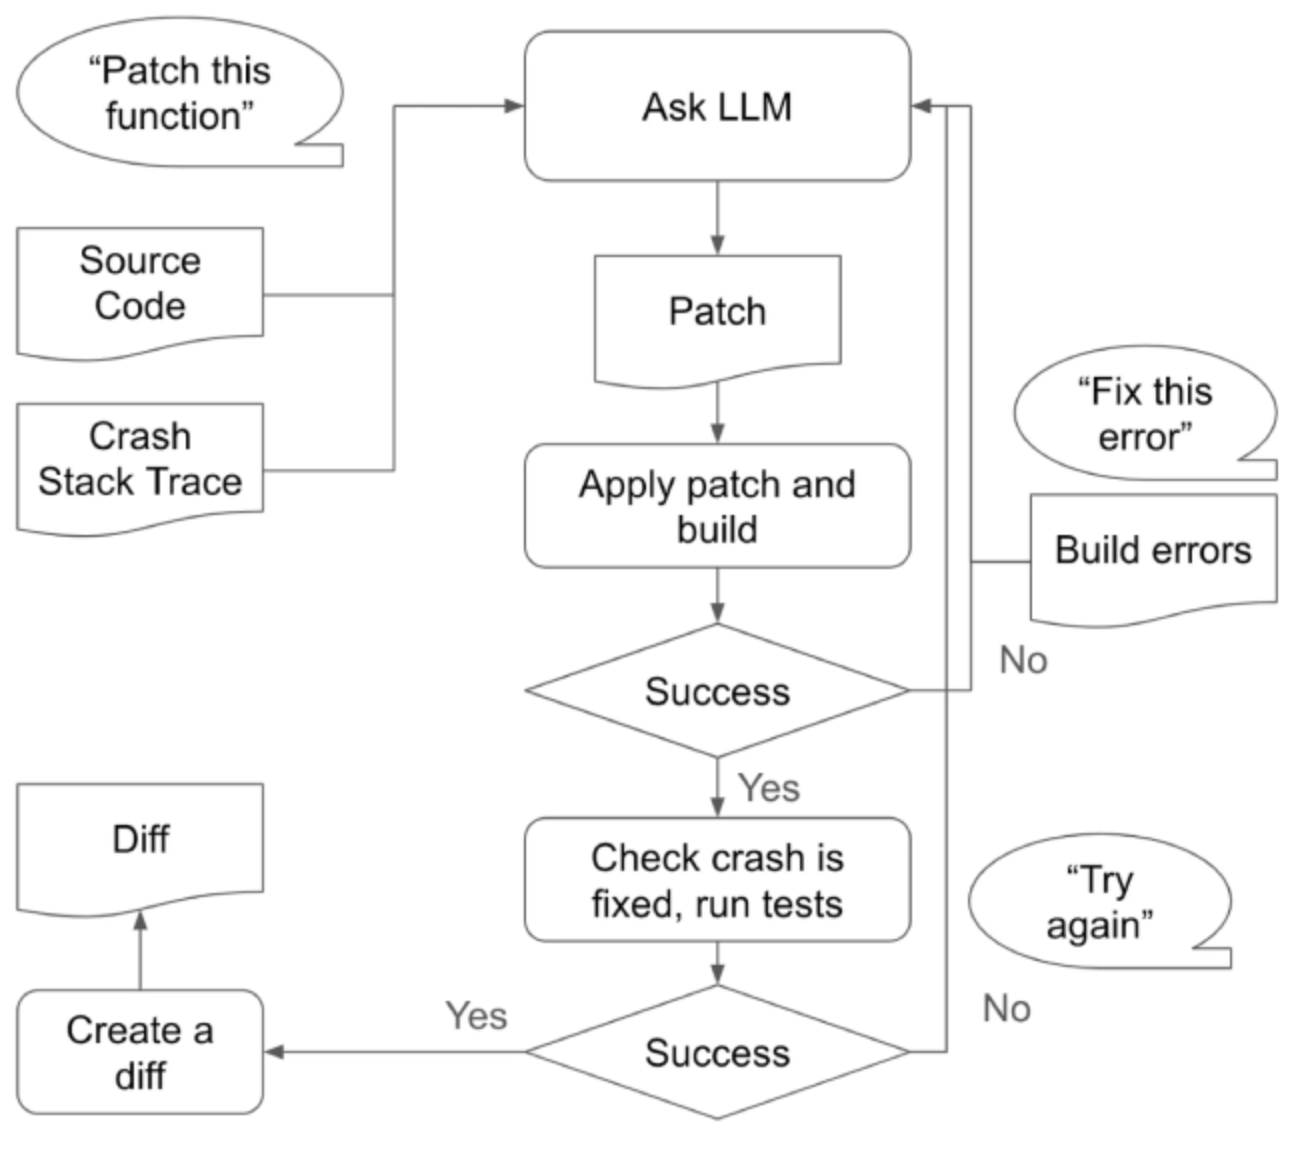 “Patch this
function”
Ask LLM
Source
Code
Patch
Crash
Stack Trace
“Fix this
error”
Apply patch and
build
Build errors
No
Success
Yes
Diff
Check crash is
fixed, run tests
“Try
again”
Yes
No
Create a
diff
Success